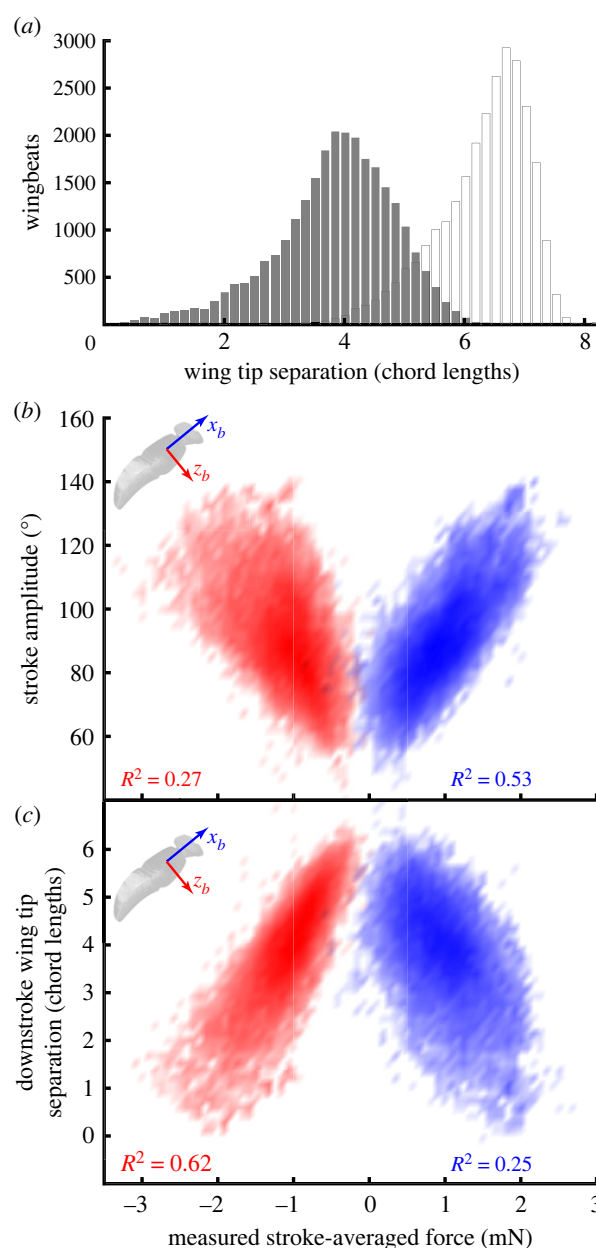 (a)
3000
2500
2000
1500
1000
500
0
wingbeats
2 4 6 8
wing tip separation (chord lengths)
(b)
160
140
120
100
80
60
stroke amplitude (°)
x_b
z_b
R² = 0.27
R² = 0.53
(c)
6
5
4
3
2
1
0
downstroke wing tip
separation (chord lengths)
x_b
z_b
R² = 0.62
R² = 0.25
–3 –2 –1 0 1 2 3
measured stroke-averaged force (mN)